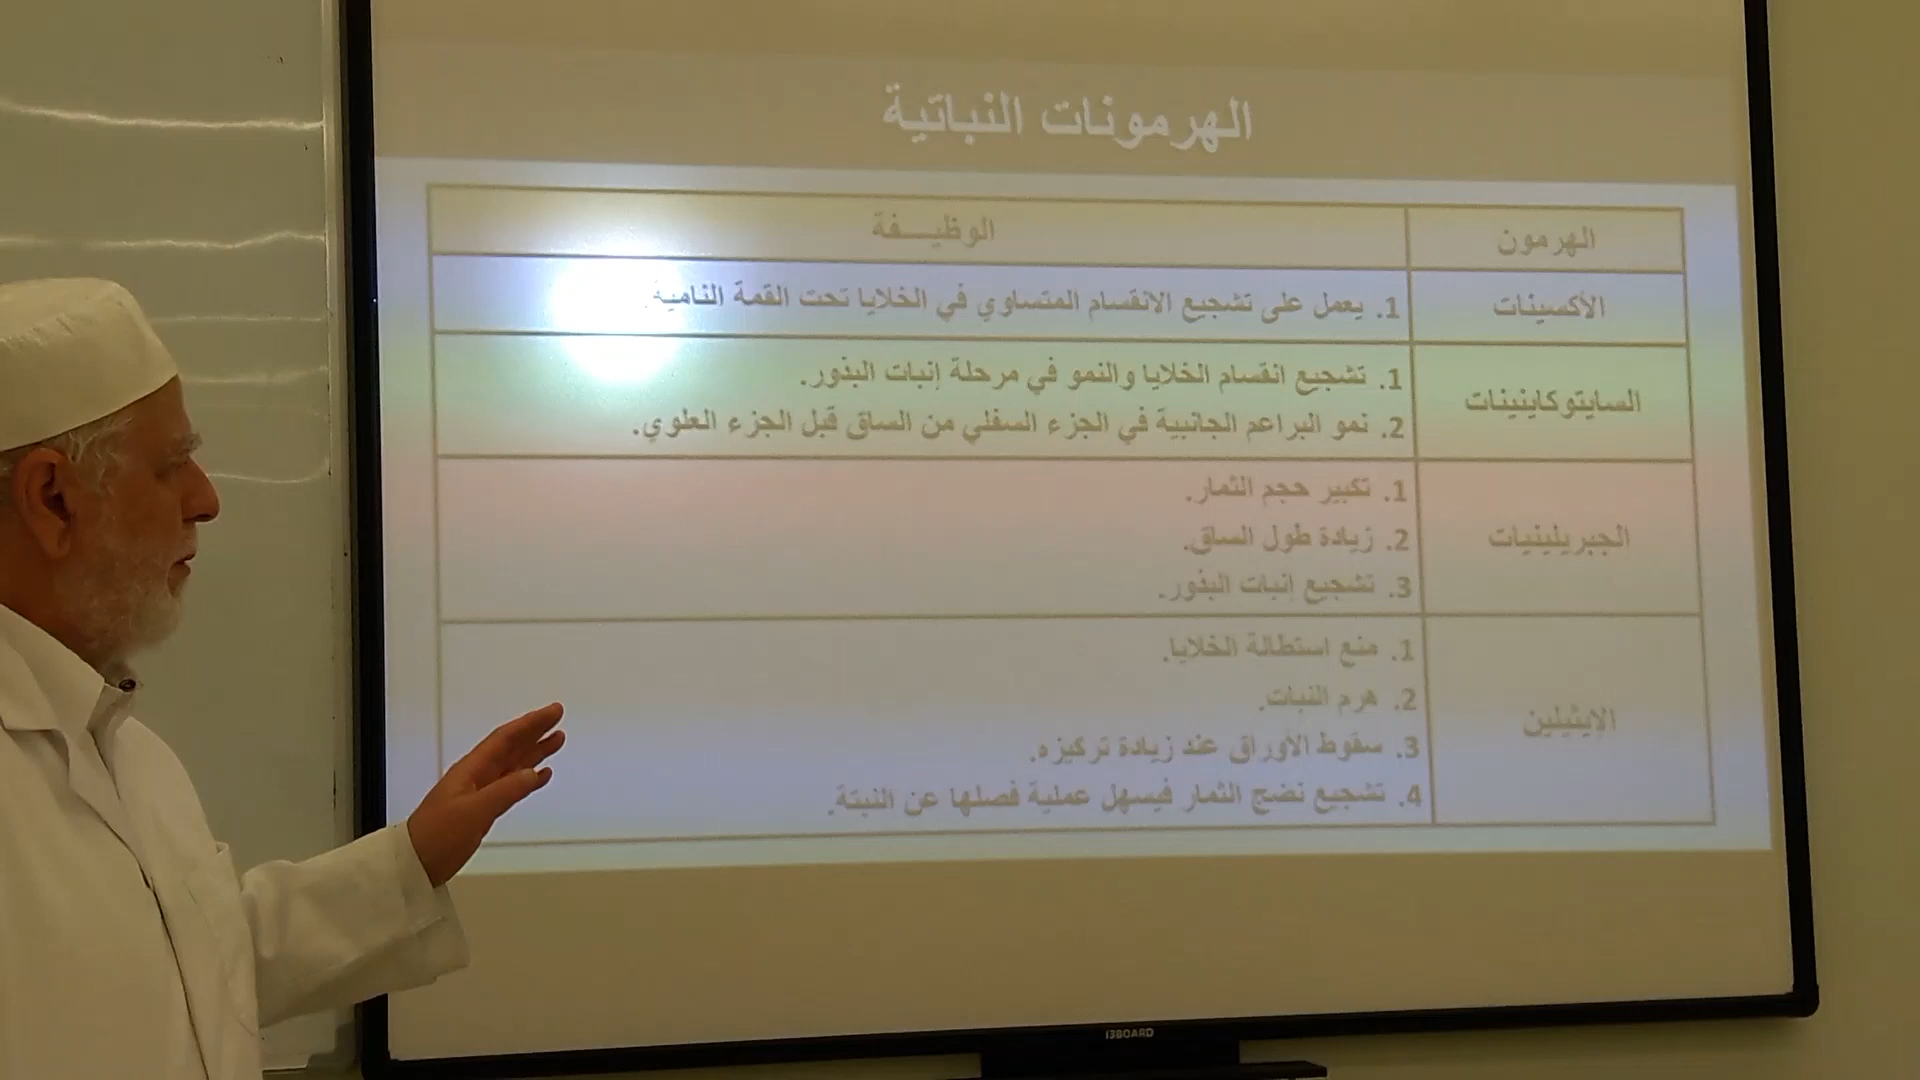 الهرمونات النباتية
الهرمون
الوظيـــفة
الأكسينات
1. يعمل على تشجيع الانقسام المتساوي في الخلايا تحت القمة النامية
السايتوكاينينات
1. تشجيع انقسام الخلايا والنمو في مرحلة إنبات البذور.
2. نمو البراعم الجانبية في الجزء السفلي من الساق قبل الجزء العلوي.
الجبريلينيات
1. تكبير حجم الثمار.
2. زيادة طول الساق.
3. تشجيع إنبات البذور.
الايثيلين
1. منع استطالة الخلايا.
2. هرم النبات.
3. سقوط الأوراق عند زيادة تركيزه.
4. تشجيع نضج الثمار فيسهل عملية فصلها عن النبتة.
i3BOARD